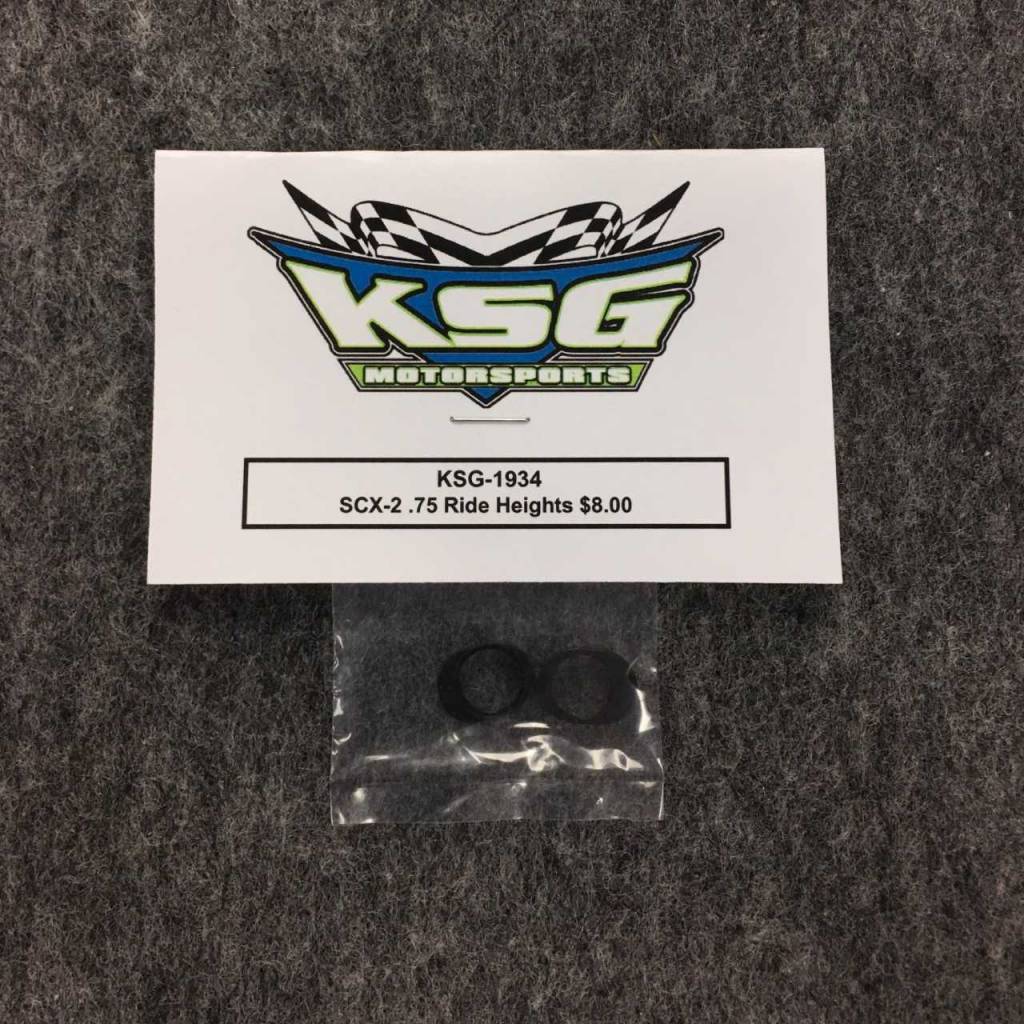 KSG
MOTORSPORTS
KSG-1934
SCX-2 .75 Ride Heights $8.00